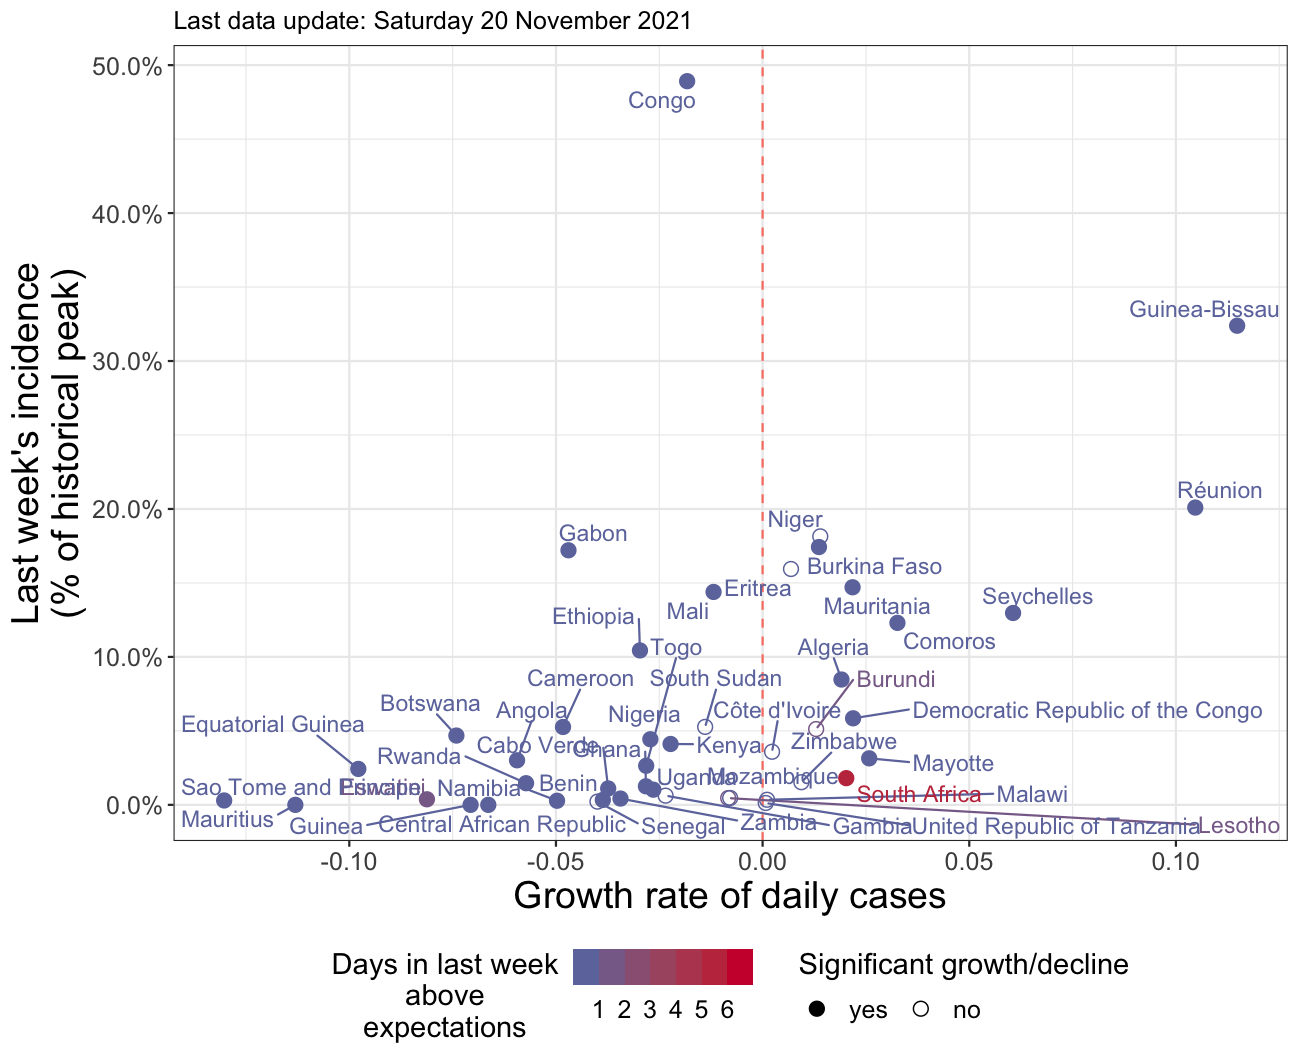 Last data update: Saturday 20 November 2021
50.0%
Congo
40.0%
Guinea-Bissau
30.0%
Last week's incidence
(% of historical peak)
Réunion
20.0%
Niger
Gabon
Burkina Faso
Eritrea
Seychelles
Mali
Mauritania
Ethiopia
Comoros
Togo
Algeria
10.0%
Cameroon
South Sudan
Burundi
Botswana
Angola
Nigeria
Côte d'Ivoire
Democratic Republic of the Congo
Equatorial Guinea
Cabo Verde
Ghana
Kenya
Zimbabwe
Rwanda
Mayotte
Sao Tome and Principe
Eswatini
Namibia
Benin
Uganda
Mozambique
South Africa
Malawi
0.0%
Mauritius
Guinea
Central African Republic
Senegal
Zambia
Gambia
United Republic of Tanzania
Lesotho
-0.10
-0.05
0.00
0.05
0.10
Growth rate of daily cases
Days in last week
above
expectations
1 2 3 4 5 6
Significant growth/decline
yes
no